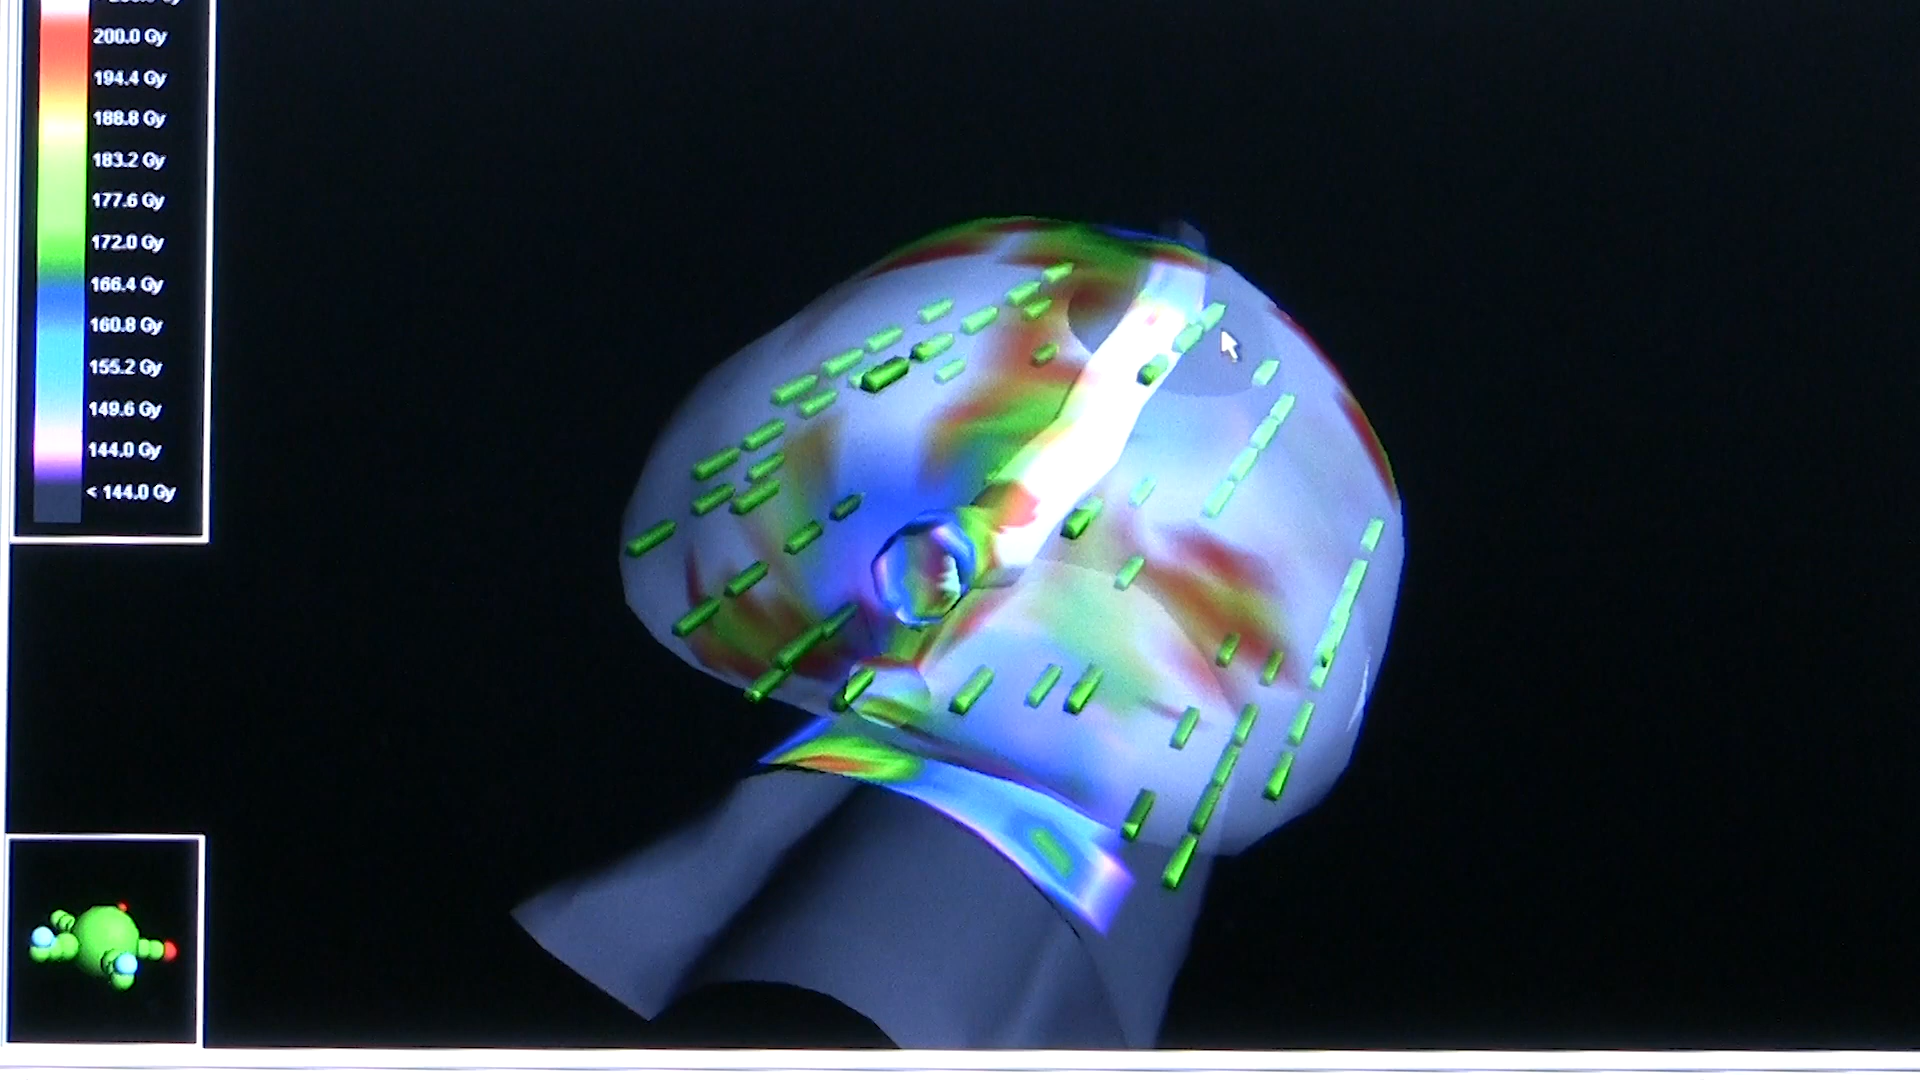 200.0 Gy
194.4 Gy
188.8 Gy
183.2 Gy
177.6 Gy
172.0 Gy
166.4 Gy
160.8 Gy
155.2 Gy
149.6 Gy
144.0 Gy
< 144.0 Gy